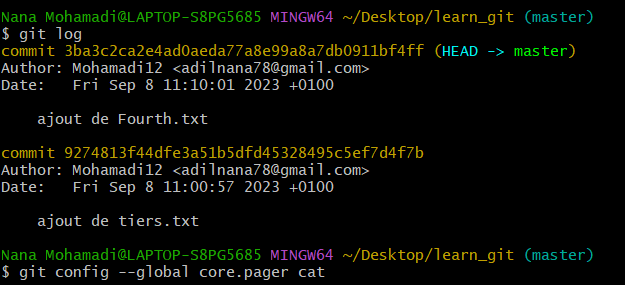 Nana Mohamadi@LAPTOP-S8PG5685 MINGW64 ~/Desktop/learn_git (master)
$ git log
commit 3ba3c2ca2e4ad0aeda77a8e99a8a7db0911bf4ff (HEAD -> master)
Author: Mohamadi12 <adilnana78@gmail.com>
Date:   Fri Sep 8 11:10:01 2023 +0100

    ajout de Fourth.txt

commit 9274813f44dfe3a51b5dfd45328495c5ef7d4f7b
Author: Mohamadi12 <adilnana78@gmail.com>
Date:   Fri Sep 8 11:00:57 2023 +0100

    ajout de tiers.txt

Nana Mohamadi@LAPTOP-S8PG5685 MINGW64 ~/Desktop/learn_git (master)
$ git config --global core.pager cat